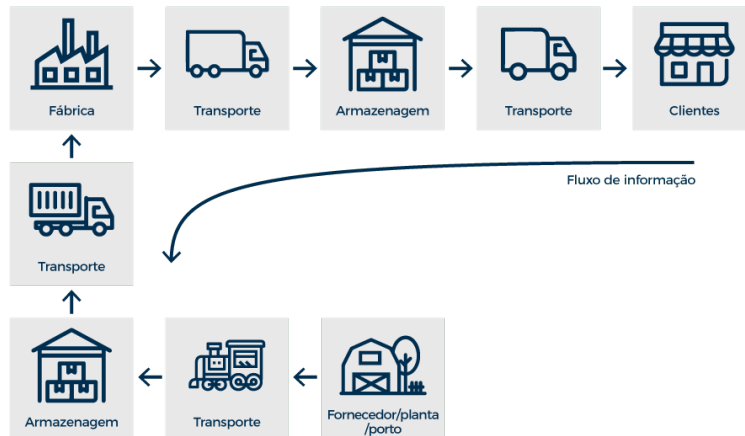 Fábrica
Transporte
Armazenagem
Transporte
Clientes
Fluxo de informação
Transporte
Armazenagem
Transporte
Fornecedor/planta
/porto